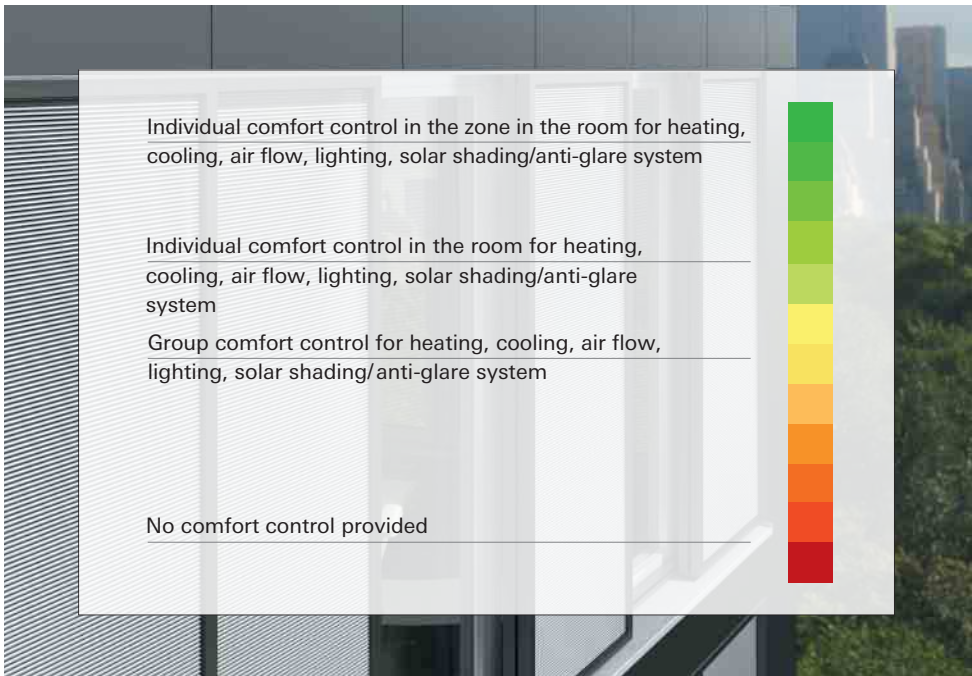 Individual comfort control in the zone in the room for heating,
cooling, air flow, lighting, solar shading/anti-glare system
Individual comfort control in the room for heating,
cooling, air flow, lighting, solar shading/anti-glare
system
Group comfort control for heating, cooling, air flow,
lighting, solar shading/anti-glare system
No comfort control provided